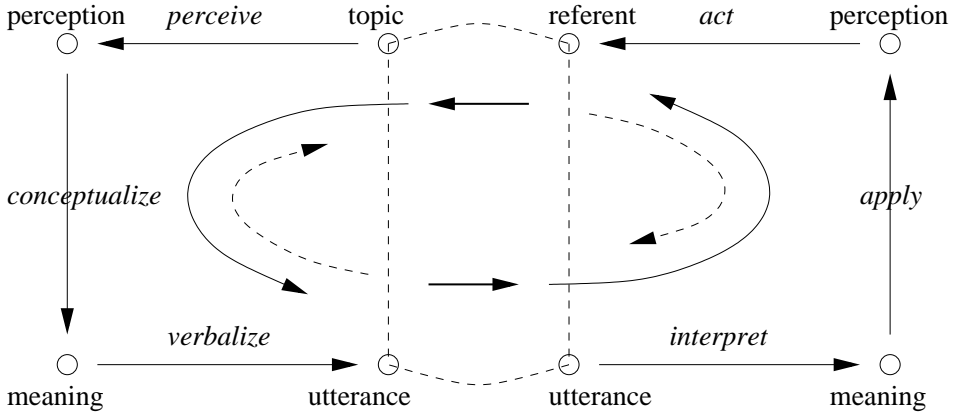 perception perceive topic referent act perception
conceptualize apply
verbalize interpret
meaning utterance utterance meaning